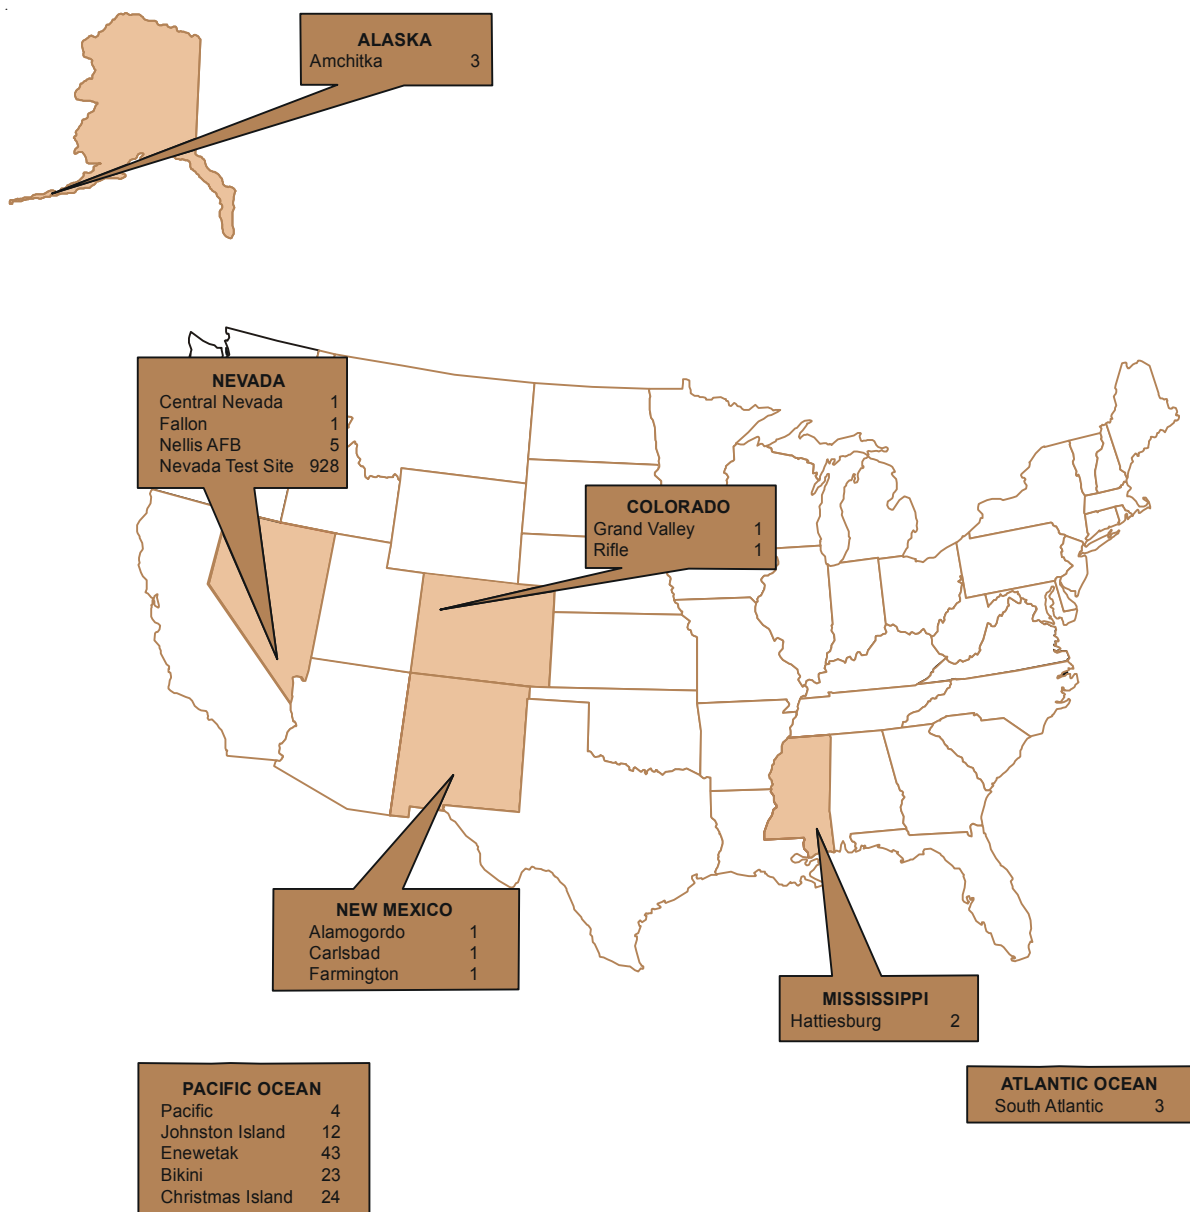 ALASKA
Amchitka 3
NEVADA
Central Nevada 1
Fallon 1
Nellis AFB 5
Nevada Test Site 928
COLORADO
Grand Valley 1
Rifle 1
NEW MEXICO
Alamogordo 1
Carlsbad 1
Farmington 1
MISSISSIPPI
Hattiesburg 2
PACIFIC OCEAN
Pacific 4
Johnston Island 12
Enewetak 43
Bikini 23
Christmas Island 24
ATLANTIC OCEAN
South Atlantic 3